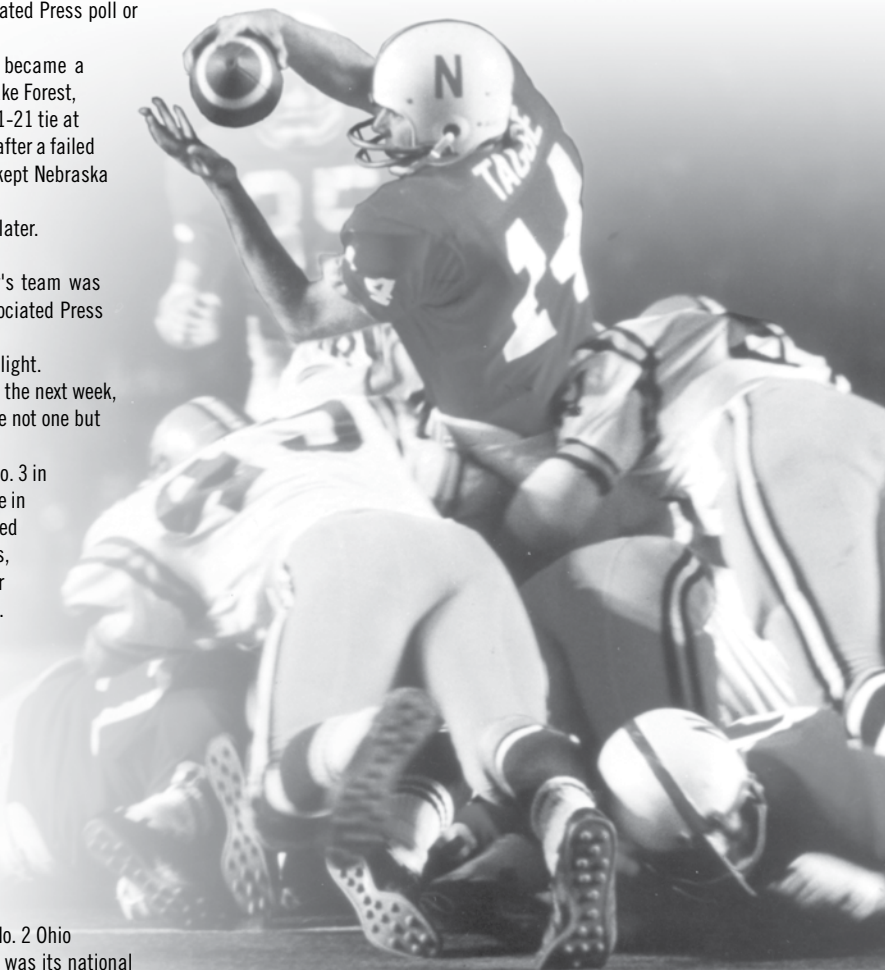 ated Press poll or
became a
ke Forest,
1-21 tie at
after a failed
kept Nebraska
later.
's team was
ociated Press
light.
the next week,
e not one but
o. 3 in
e in
ed
s,
r
.
lo. 2 Ohio
was its national
N
TAGGE
14
85